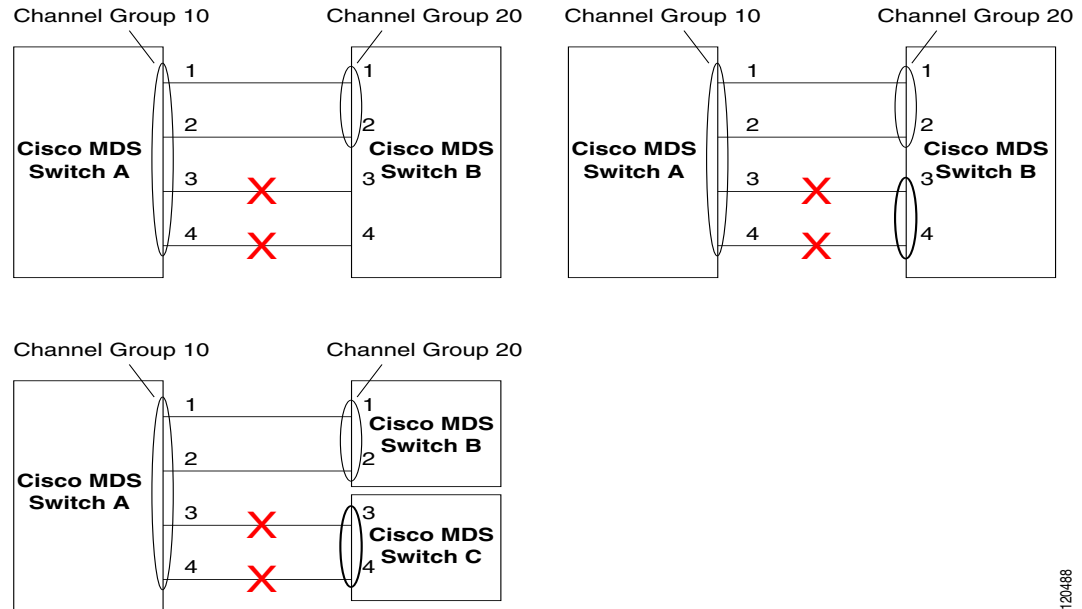 Channel Group 10 Channel Group 20
1 1
2 2
Cisco MDS
Switch A
Cisco MDS
Switch B
3 3
4 4
Channel Group 10 Channel Group 20
1 1
2 2
Cisco MDS
Switch A
Cisco MDS
Switch B
3 3
4 4
Channel Group 10 Channel Group 20
1 1
Cisco MDS
Switch B
2 2
Cisco MDS
Switch A
3 3
Cisco MDS
Switch C
4 4
120488